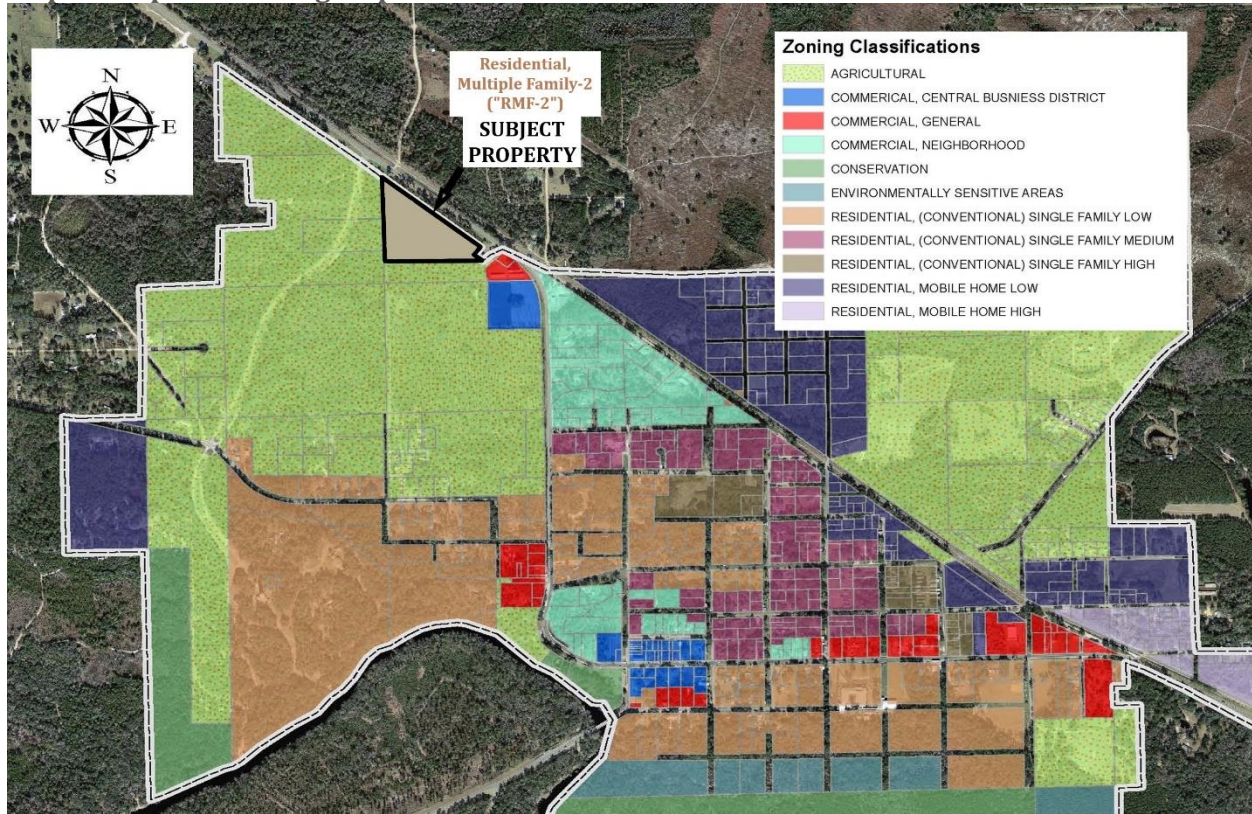 N
W E
S
Residential,
Multiple Family-2
("RMF-2")
SUBJECT
PROPERTY
Zoning Classifications
AGRICULTURAL
COMMERICAL, CENTRAL BUSNIESS DISTRICT
COMMERCIAL, GENERAL
COMMERCIAL, NEIGHBORHOOD
CONSERVATION
ENVIRONMENTALLY SENSITIVE AREAS
RESIDENTIAL, (CONVENTIONAL) SINGLE FAMILY LOW
RESIDENTIAL, (CONVENTIONAL) SINGLE FAMILY MEDIUM
RESIDENTIAL, (CONVENTIONAL) SINGLE FAMILY HIGH
RESIDENTIAL, MOBILE HOME LOW
RESIDENTIAL, MOBILE HOME HIGH